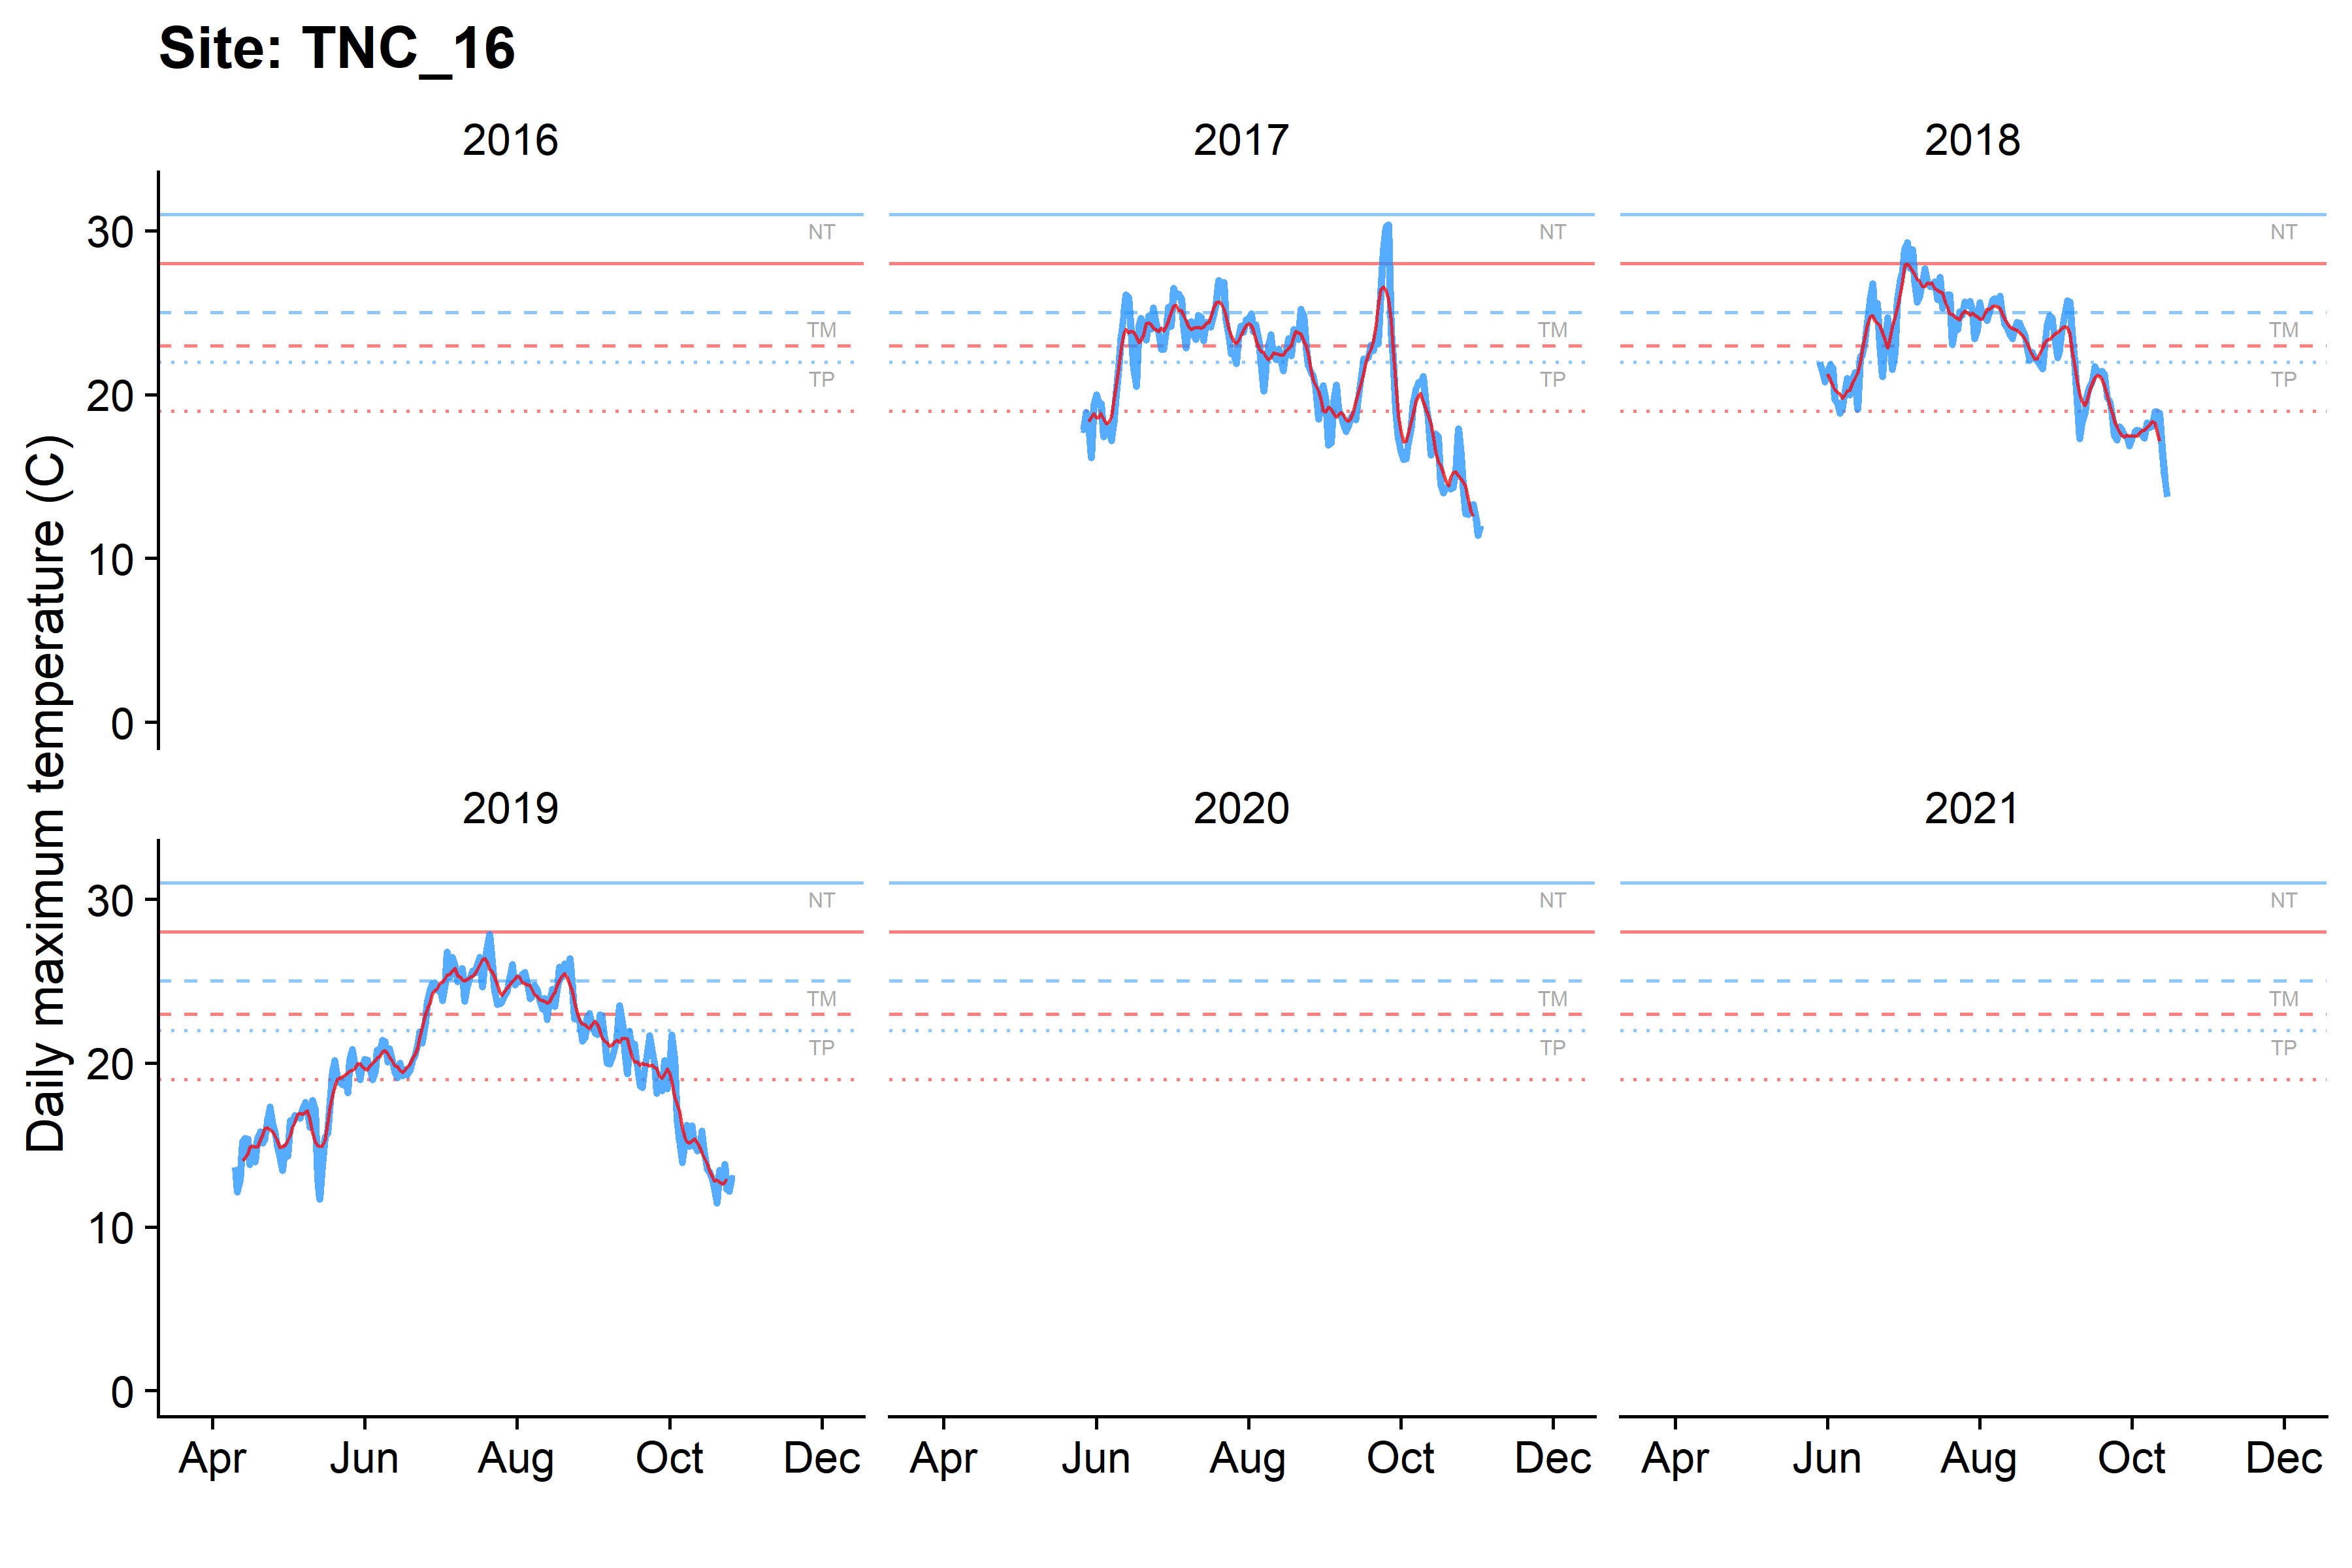 Site: TNC_16
2016 2017 2018
30
20
10
0
NT NT NT
TM TM TM
TP TP TP
Daily maximum temperature (C)
2019 2020 2021
30
20
10
0
NT NT NT
TM TM TM
TP TP TP
Apr Jun Aug Oct Dec Apr Jun Aug Oct Dec Apr Jun Aug Oct Dec